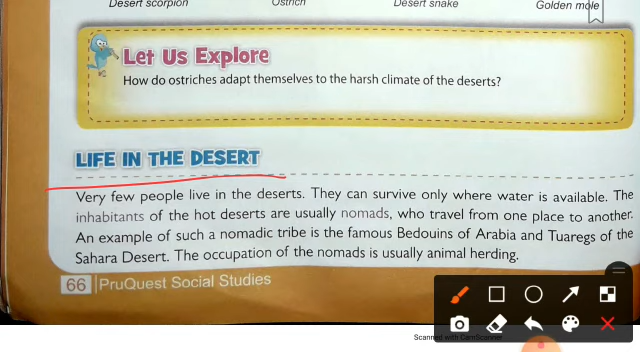 Desert scorpion Ostrich Desert snake Golden mole
Let Us Explore
How do ostriches adapt themselves to the harsh climate of the deserts?
LIFE IN THE DESERT
Very few people live in the deserts. They can survive only where water is available. The
inhabitants of the hot deserts are usually nomads, who travel from one place to another.
An example of such a nomadic tribe is the famous Bedouins of Arabia and Tuaregs of the
Sahara Desert. The occupation of the nomads is usually animal herding.
66 PruQuest Social Studies
Scanned with CamScanner